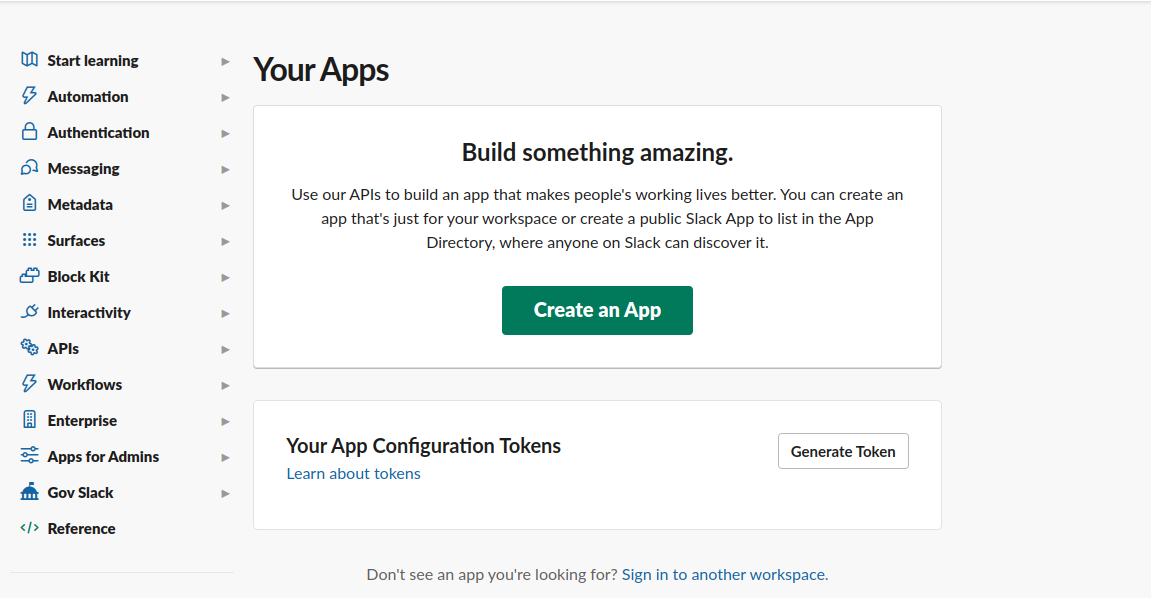 Start learning
Automation
Authentication
Messaging
Metadata
Surfaces
Block Kit
Interactivity
APIs
Workflows
Enterprise
Apps for Admins
Gov Slack
Reference
Your Apps
Build something amazing.
Use our APIs to build an app that makes people's working lives better. You can create an
app that's just for your workspace or create a public Slack App to list in the App
Directory, where anyone on Slack can discover it.
Create an App
Your App Configuration Tokens
Learn about tokens
Generate Token
Don't see an app you're looking for? Sign in to another workspace.